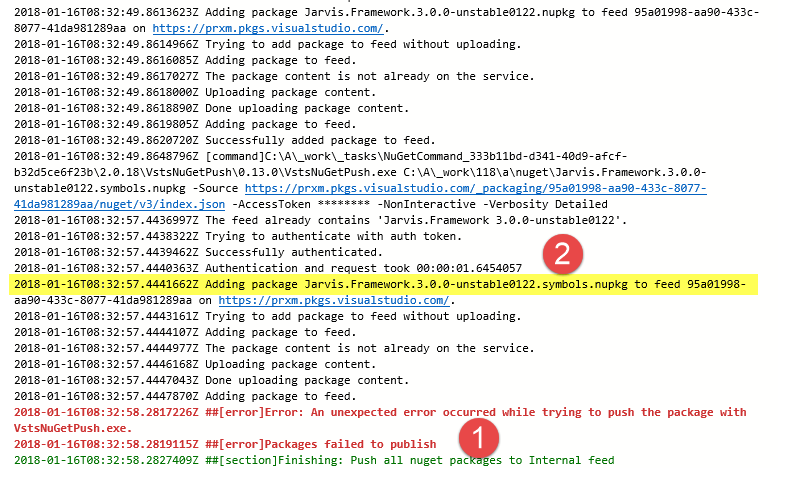 2018-01-16T08:32:49.8613623Z Adding package Jarvis.Framework.3.0.0-unstable0122.nupkg to feed 95a01998-aa90-433c-
8077-41da981289aa on https://prxm.pkgs.visualstudio.com/.
2018-01-16T08:32:49.8614966Z Trying to add package to feed without uploading.
2018-01-16T08:32:49.8616085Z Adding package to feed.
2018-01-16T08:32:49.8617027Z The package content is not already on the service.
2018-01-16T08:32:49.8618000Z Uploading package content.
2018-01-16T08:32:49.8618890Z Done uploading package content.
2018-01-16T08:32:49.8619805Z Adding package to feed.
2018-01-16T08:32:49.8620720Z Successfully added package to feed.
2018-01-16T08:32:49.8648796Z [command]C:\A\_work\_tasks\NuGetCommand_333b11bd-d341-40d9-afcf-
b32d5ce6f23b\2.0.18\VstsNuGetPush\0.13.0\VstsNuGetPush.exe C:\A\_work\118\a\nuget\Jarvis.Framework.3.0.0-
unstable0122.symbols.nupkg -Source https://prxm.pkgs.visualstudio.com/_packaging/95a01998-aa90-433c-8077-
41da981289aa/nuget/v3/index.json -AccessToken ******** -NonInteractive -Verbosity Detailed
2018-01-16T08:32:57.4436997Z The feed already contains 'Jarvis.Framework 3.0.0-unstable0122'.
2018-01-16T08:32:57.4438322Z Trying to authenticate with auth token.
2018-01-16T08:32:57.4439462Z Successfully authenticated.
2018-01-16T08:32:57.4440363Z Authentication and request took 00:00:01.6454057
2
2018-01-16T08:32:57.4441662Z Adding package Jarvis.Framework.3.0.0-unstable0122.symbols.nupkg to feed 95a01998-
aa90-433c-8077-41da981289aa on https://prxm.pkgs.visualstudio.com/.
2018-01-16T08:32:57.4443161Z Trying to add package to feed without uploading.
2018-01-16T08:32:57.4444107Z Adding package to feed.
2018-01-16T08:32:57.4444977Z The package content is not already on the service.
2018-01-16T08:32:57.4446168Z Uploading package content.
2018-01-16T08:32:57.4447043Z Done uploading package content.
2018-01-16T08:32:57.4447870Z Adding package to feed.
2018-01-16T08:32:58.2817226Z ##[error]Error: An unexpected error occurred while trying to push the package with
VstsNuGetPush.exe.
2018-01-16T08:32:58.2819115Z ##[error]Packages failed to publish
1
2018-01-16T08:32:58.2827409Z ##[section]Finishing: Push all nuget packages to Internal feed